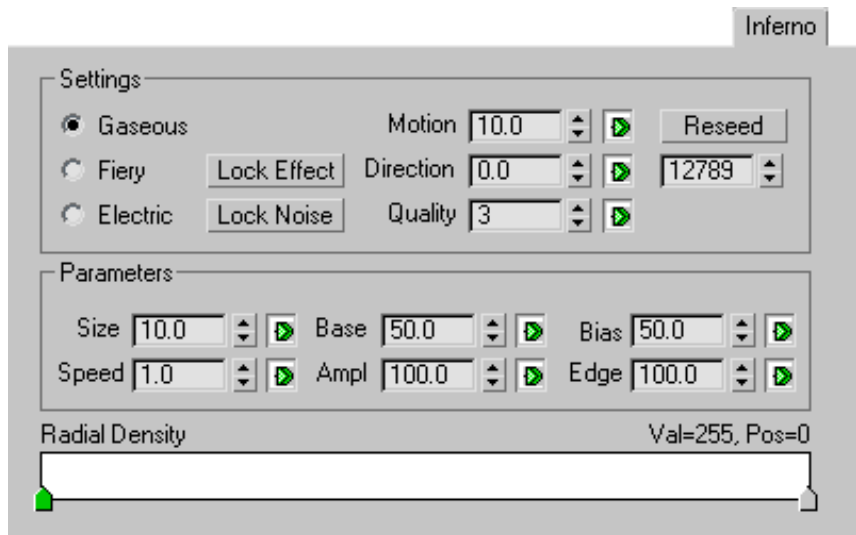 Inferno
Settings
Gaseous Motion 10.0 Reseed
Fiery Lock Effect Direction 0.0 12789
Electric Lock Noise Quality 3
Parameters
Size 10.0 Base 50.0 Bias 50.0
Speed 1.0 Ampl 100.0 Edge 100.0
Radial Density Val=255, Pos=0